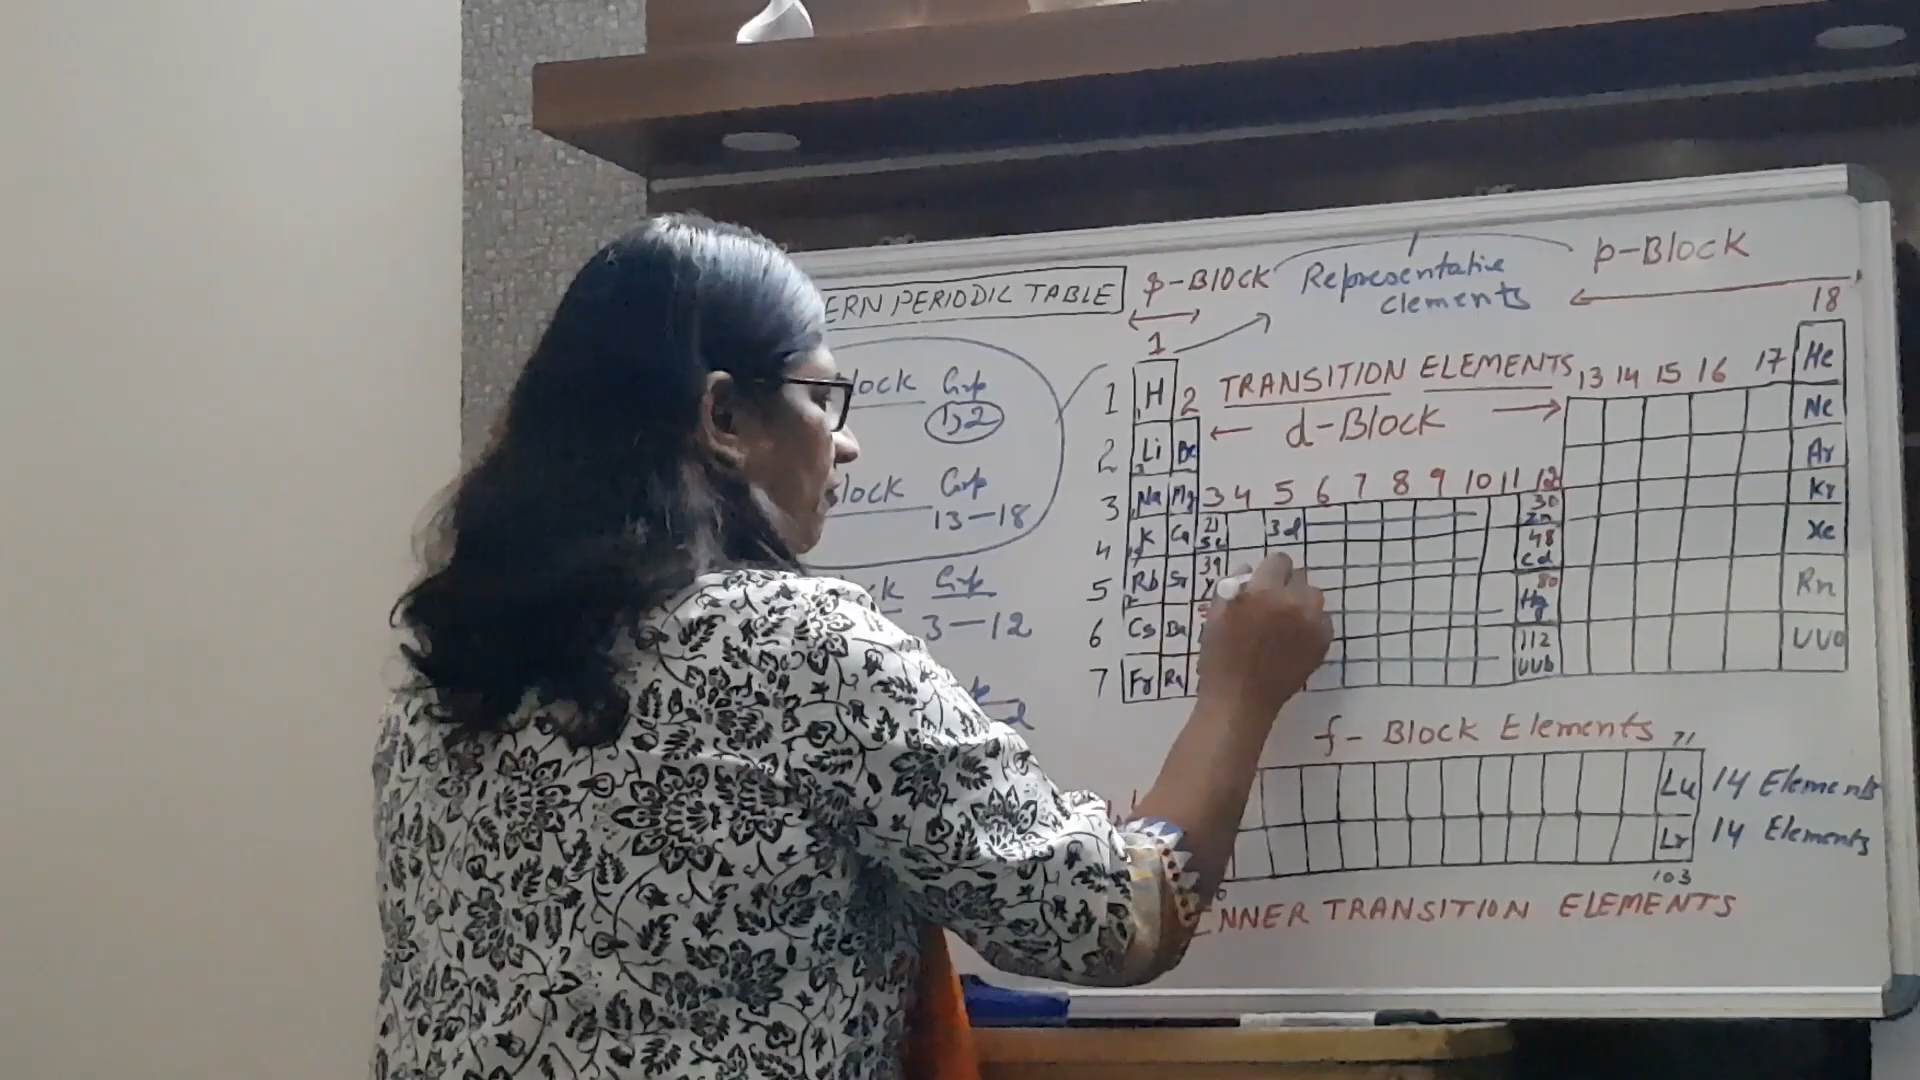 ERN PERIODIC TABLE
s-BLOCK
Representative
elements
p-BLOCK
lock Grp
1,2
lock Grp
13-18
k Grp
3-12
1
18
TRANSITION ELEMENTS
13 14 15 16 17
← d-BLOCK →
1 H 2 He
2 Li Be Ne
3 Na Mg 3 4 5 6 7 8 9 10 11 12 Ar
4 K Ca 21 Sc 3d 30 Zn Kr
5 Rb Sr 39 Y 48 Cd Xe
6 Cs Ba 80 Hg Rn
7 Fr Ra 112 UUb UUO
f- Block Elements
71
Lu 14 Elements
Lr 14 Elements
103
INNER TRANSITION ELEMENTS